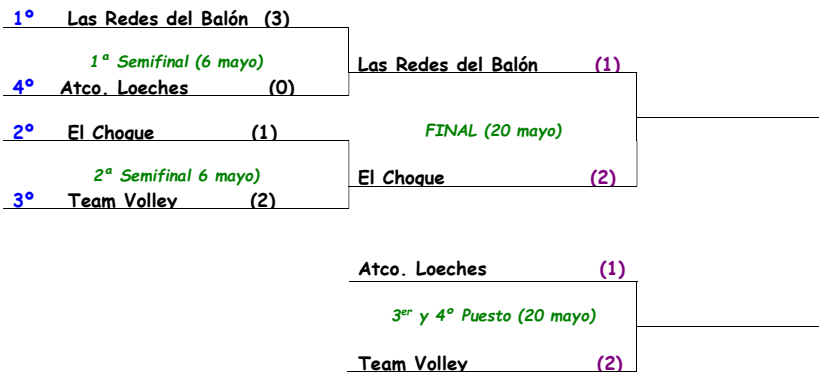 1º Las Redes del Balón (3)
1ª Semifinal (6 mayo)
4º Atco. Loeches (0)
2º El Choque (1)
2ª Semifinal 6 mayo)
3º Team Volley (2)
Las Redes del Balón (1)
FINAL (20 mayo)
El Choque (2)
Atco. Loeches (1)
3er y 4º Puesto (20 mayo)
Team Volley (2)